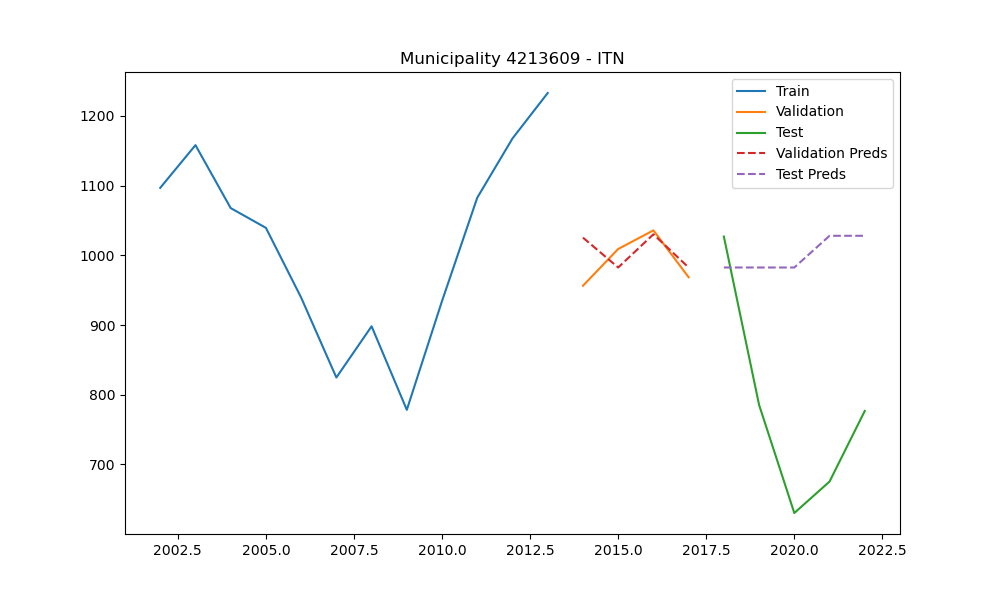 Municipality 4213609 - ITN
Train
Validation
Test
Validation Preds
Test Preds
1200
1100
1000
900
800
700
2002.5 2005.0 2007.5 2010.0 2012.5 2015.0 2017.5 2020.0 2022.5